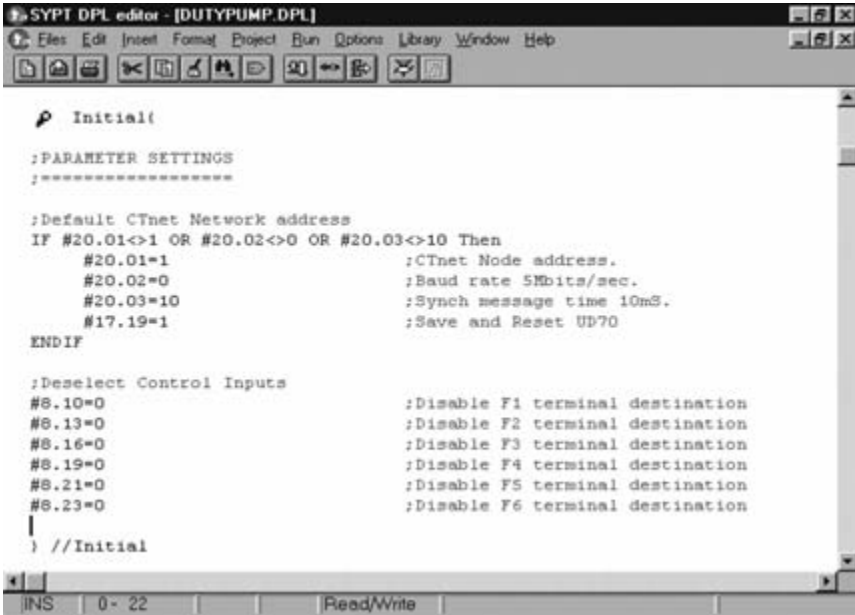 SYPT DPL editor - [DUTYPUMP.DPL]
Files Edit Insert Format Project Run Options Library Window Help
Initial{
;PARAMETER SETTINGS
;===================
;Default CTnet Network address
IF #20.01<>1 OR #20.02<>0 OR #20.03<>10 Then
#20.01=1 ;CTnet Node address.
#20.02=0 ;Baud rate 5Mbits/sec.
#20.03=10 ;Synch message time 10mS.
#17.19=1 ;Save and Reset UD70
ENDIF
;Deselect Control Inputs
#8.10=0 ;Disable F1 terminal destination
#8.13=0 ;Disable F2 terminal destination
#8.16=0 ;Disable F3 terminal destination
#8.19=0 ;Disable F4 terminal destination
#8.21=0 ;Disable F5 terminal destination
#8.23=0 ;Disable F6 terminal destination
} //Initial
INS 0- 22 Read/Write